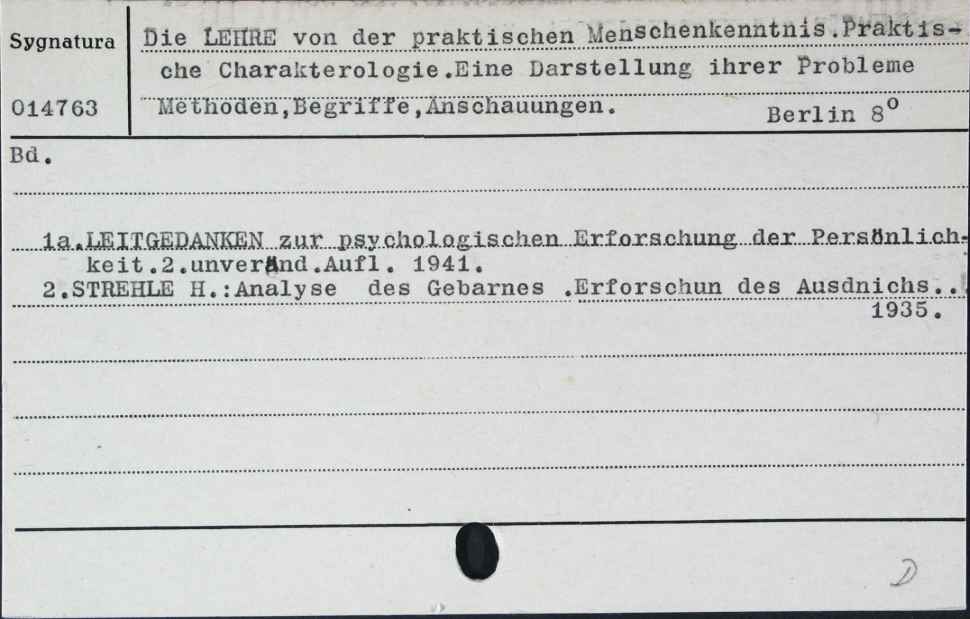 Sygnatura
014763
Die LEHRE von der praktischen Menschenkenntnis.Praktis-
che Charakterologie.Eine Darstellung ihrer Probleme
Methoden,Begriffe,Anschauungen.
Berlin 8⁰
Bd.
1a.LEITGEDANKEN zur psychologischen Erforschung der Persönlich-
keit.2.unveränd.Aufl. 1941.
2.STREHLE H.:Analyse des Gebarnes .Erforschun des Ausdnichs..
1935.
D